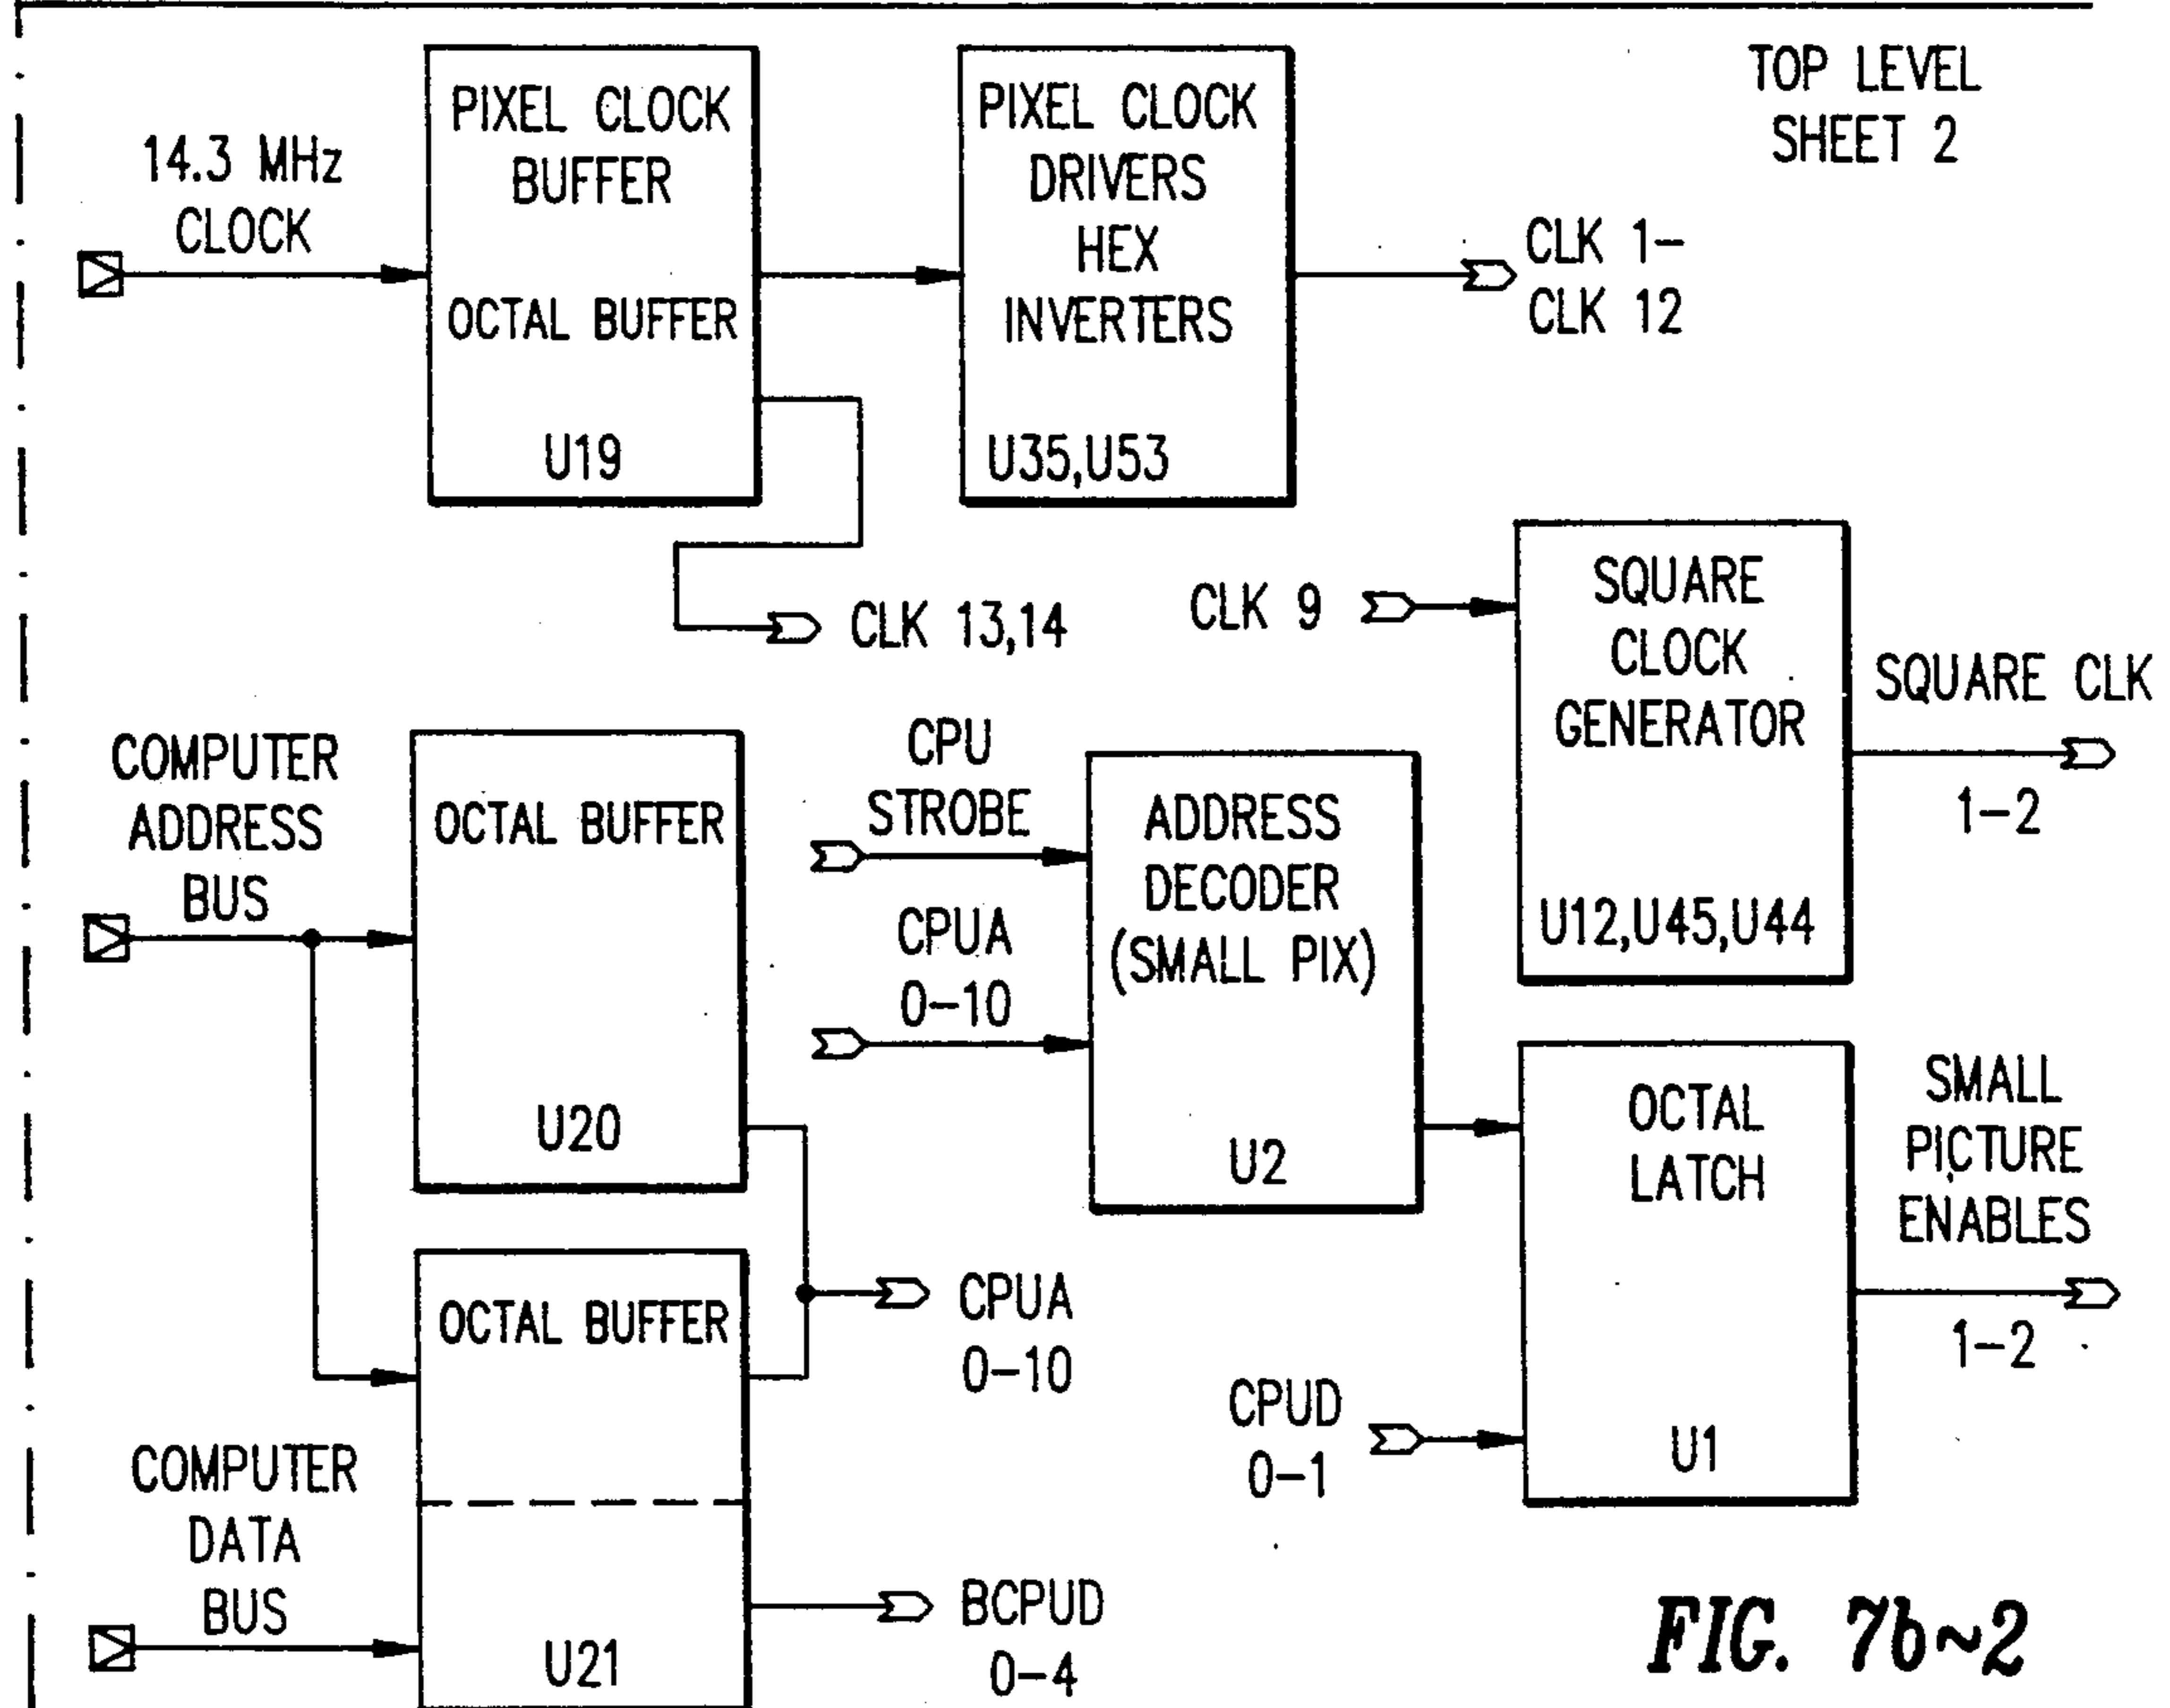 TOP LEVEL
SHEET 2
14.3 MHz
CLOCK
PIXEL CLOCK
BUFFER
OCTAL BUFFER
U19
PIXEL CLOCK
DRIVERS
HEX
INVERTERS
U35,U53
CLK 1-
CLK 12
CLK 13,14
CLK 9
SQUARE
CLOCK
GENERATOR
U12,U45,U44
SQUARE CLK
1-2
COMPUTER
ADDRESS
BUS
OCTAL BUFFER
U20
CPU
STROBE
CPUA
0-10
ADDRESS
DECODER
(SMALL PIX)
U2
OCTAL
LATCH
U1
SMALL
PICTURE
ENABLES
1-2
OCTAL BUFFER
U21
CPUA
0-10
CPUD
0-1
COMPUTER
DATA
BUS
BCPUD
0-4
FIG. 7b~2